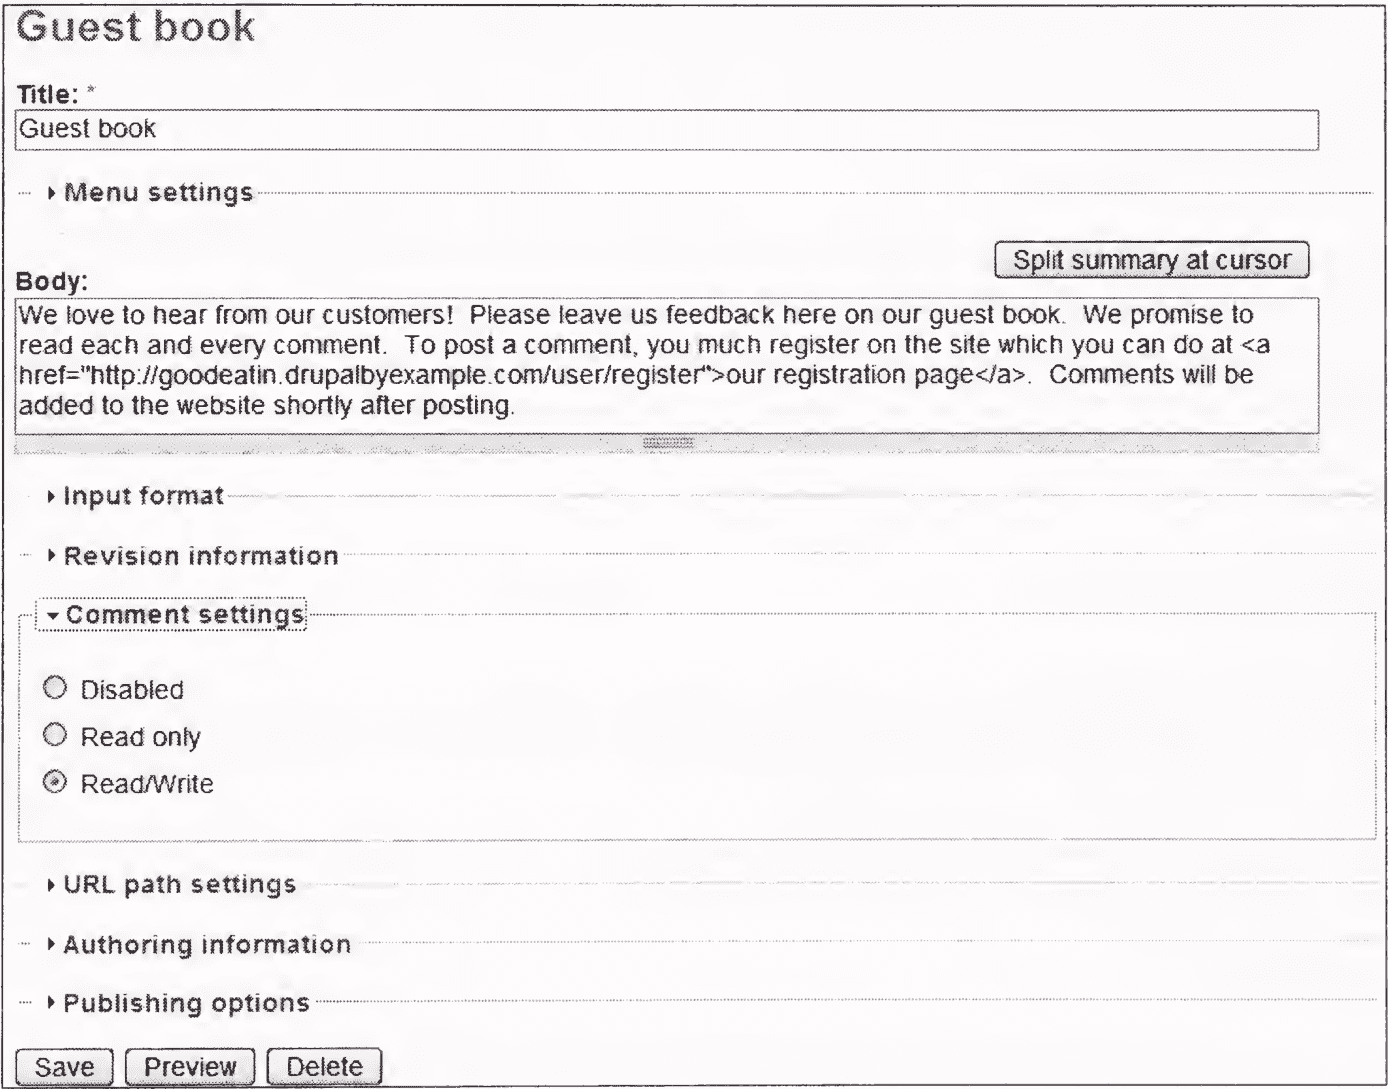 Guest book
Title: *
Guest book
Menu settings
Split summary at cursor
Body:
We love to hear from our customers!  Please leave us feedback here on our guest book.  We promise to
read each and every comment.  To post a comment, you much register on the site which you can do at <a
href="http://goodeatin.drupalbyexample.com/user/register">our registration page</a>.  Comments will be
added to the website shortly after posting.
Input format
Revision information
Comment settings
Disabled
Read only
Read/Write
URL path settings
Authoring information
Publishing options
Save Preview Delete